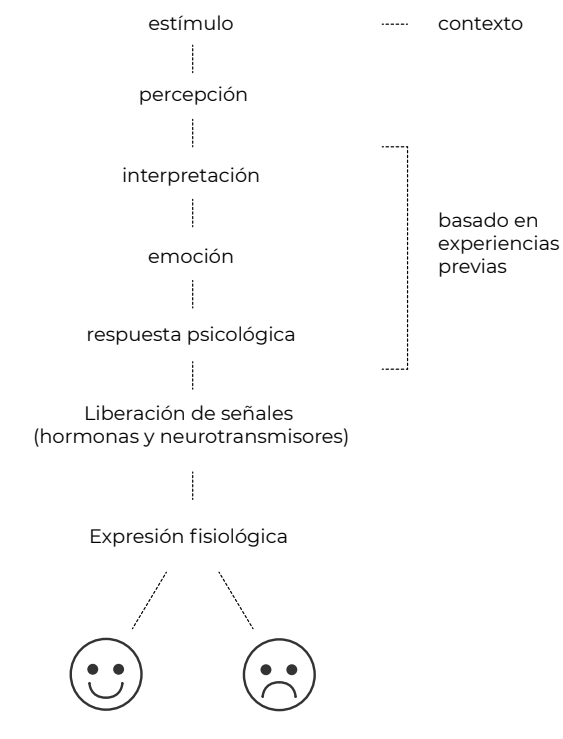 estímulo
contexto
percepción
interpretación
basado en
experiencias
previas
emoción
respuesta psicológica
Liberación de señales
(hormonas y neurotransmisores)
Expresión fisiológica